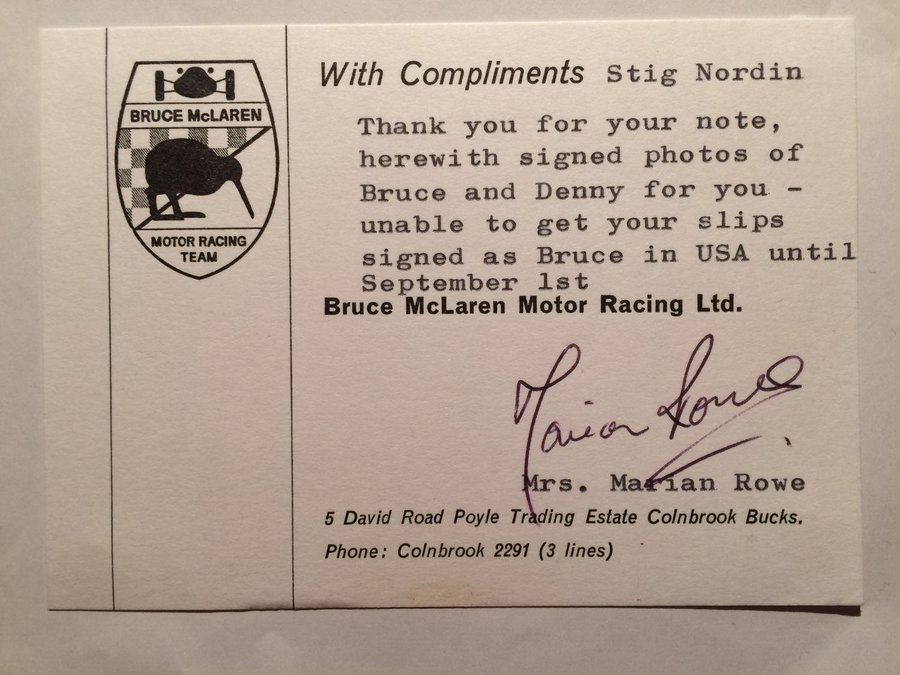 BRUCE McLAREN
MOTOR RACING
TEAM
With Compliments Stig Nordin
Thank you for your note,
herewith signed photos of
Bruce and Denny for you –
unable to get your slips
signed as Bruce in USA until
September 1st
Bruce McLaren Motor Racing Ltd.
Marian Rowe
Mrs. Marian Rowe
5 David Road Poyle Trading Estate Colnbrook Bucks.
Phone: Colnbrook 2291 (3 lines)